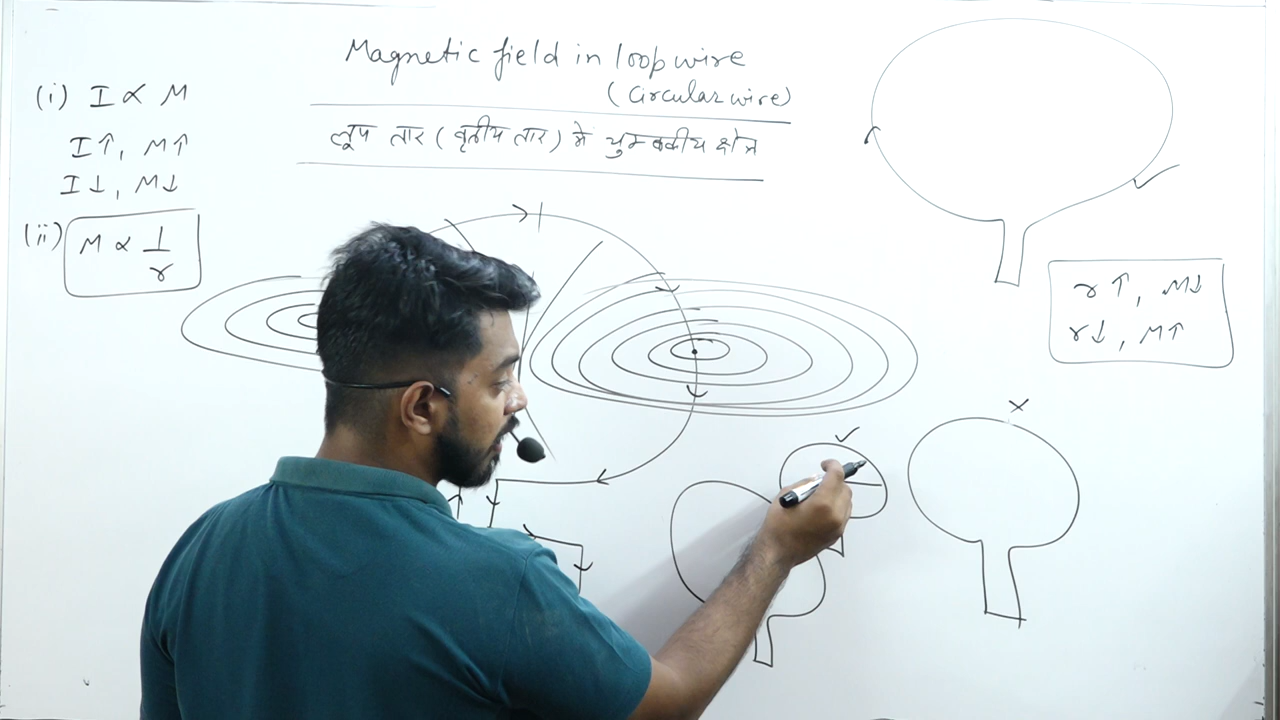 Magnetic field in loop wire
(Circular wire)
लूप तार (वृतीय तार) मे चुम्बकीय क्षेत्र
(i) I ∝ M
I↑, M↑
I↓, M↓
(ii) M ∝ 1/r
r↑, M↓
r↓, M↑